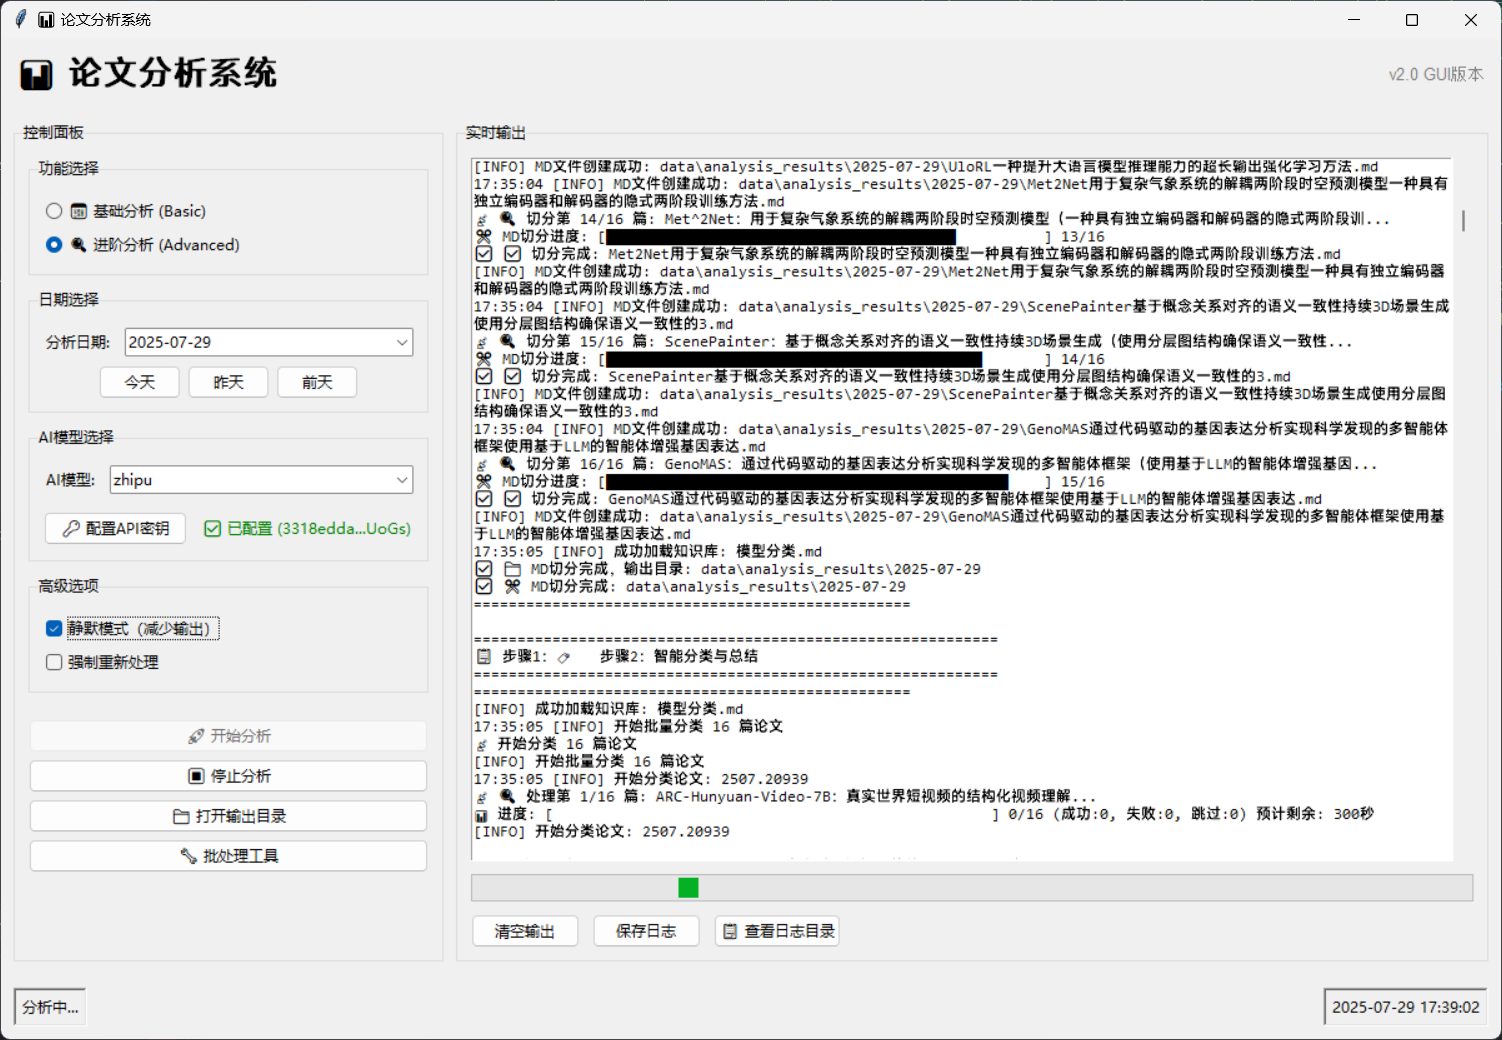 论文分析系统
论文分析系统
v2.0 GUI版本
控制面板
功能选择
基础分析 (Basic)
进阶分析 (Advanced)
日期选择
分析日期: 2025-07-29
今天 昨天 前天
AI模型选择
AI模型: zhipu
配置API密钥 已配置 (3318edda...UoGs)
高级选项
静默模式（减少输出）
强制重新处理
开始分析
停止分析
打开输出目录
批处理工具
实时输出
[INFO] MD文件创建成功: data\analysis_results\2025-07-29\UloRL一种提升大语言模型推理能力的超长输出强化学习方法.md
17:35:04 [INFO] MD文件创建成功: data\analysis_results\2025-07-29\Met2Net用于复杂气象系统的解耦两阶段时空预测模型一种具有
独立编码器和解码器的隐式两阶段训练方法.md
切分第 14/16 篇: Met^2Net: 用于复杂气象系统的解耦两阶段时空预测模型（一种具有独立编码器和解码器的隐式两阶段训...
MD切分进度: [ ] 13/16
切分完成: Met2Net用于复杂气象系统的解耦两阶段时空预测模型一种具有独立编码器和解码器的隐式两阶段训练方法.md
[INFO] MD文件创建成功: data\analysis_results\2025-07-29\Met2Net用于复杂气象系统的解耦两阶段时空预测模型一种具有独立编码器
和解码器的隐式两阶段训练方法.md
17:35:04 [INFO] MD文件创建成功: data\analysis_results\2025-07-29\ScenePainter基于概念关系对齐的语义一致性持续3D场景生成
使用分层图结构确保语义一致性的3.md
切分第 15/16 篇: ScenePainter: 基于概念关系对齐的语义一致性持续3D场景生成（使用分层图结构确保语义一致性...
MD切分进度: [ ] 14/16
切分完成: ScenePainter基于概念关系对齐的语义一致性持续3D场景生成使用分层图结构确保语义一致性的3.md
[INFO] MD文件创建成功: data\analysis_results\2025-07-29\ScenePainter基于概念关系对齐的语义一致性持续3D场景生成使用分层图
结构确保语义一致性的3.md
17:35:04 [INFO] MD文件创建成功: data\analysis_results\2025-07-29\GenoMAS通过代码驱动的基因表达分析实现科学发现的多智能体
框架使用基于LLM的智能体增强基因表达.md
切分第 16/16 篇: GenoMAS: 通过代码驱动的基因表达分析实现科学发现的多智能体框架（使用基于LLM的智能体增强基因...
MD切分进度: [ ] 15/16
切分完成: GenoMAS通过代码驱动的基因表达分析实现科学发现的多智能体框架使用基于LLM的智能体增强基因表达.md
[INFO] MD文件创建成功: data\analysis_results\2025-07-29\GenoMAS通过代码驱动的基因表达分析实现科学发现的多智能体框架使用基
于LLM的智能体增强基因表达.md
17:35:05 [INFO] 成功加载知识库: 模型分类.md
MD切分完成, 输出目录: data\analysis_results\2025-07-29
MD切分完成: data\analysis_results\2025-07-29
==================================================
============================================================
步骤1: 步骤2: 智能分类与总结
============================================================
==================================================
[INFO] 成功加载知识库: 模型分类.md
17:35:05 [INFO] 开始批量分类 16 篇论文
开始分类 16 篇论文
[INFO] 开始批量分类 16 篇论文
17:35:05 [INFO] 开始分类论文: 2507.20939
处理第 1/16 篇: ARC-Hunyuan-Video-7B: 真实世界短视频的结构化视频理解...
进度: [ ] 0/16 (成功:0, 失败:0, 跳过:0) 预计剩余: 300秒
[INFO] 开始分类论文: 2507.20939
清空输出 保存日志 查看日志目录
分析中...
2025-07-29 17:39:02